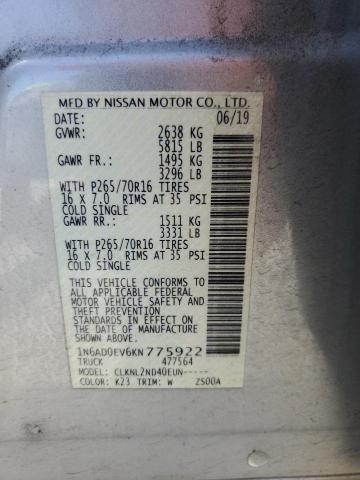 MFD BY NISSAN MOTOR CO., LTD.
DATE: 06/19
GVWR: 2638 KG
5815 LB
GAWR FR.: 1495 KG
3296 LB
WITH P265/70R16 TIRES
16 X 7.0 RIMS AT 35 PSI
COLD SINGLE
GAWR RR.: 1511 KG
3331 LB
WITH P265/70R16 TIRES
16 X 7.0 RIMS AT 35 PSI
COLD SINGLE
THIS VEHICLE CONFORMS TO
ALL APPLICABLE FEDERAL
MOTOR VEHICLE SAFETY
AND THEFT PREVENTION
STANDARDS IN EFFECT ON
THE DATE OF MANUFACTURE
SHOWN ABOVE.
1N6AD0EV6KN775922
TRUCK 477564
MODEL: CLKNL2ND40EUN-----
COLOR: K23 TRIM: W ZS00A